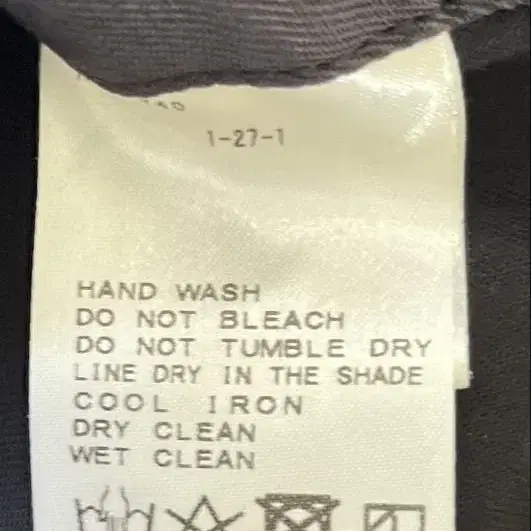 1-27-1
HAND WASH
DO NOT BLEACH
DO NOT TUMBLE DRY
LINE DRY IN THE SHADE
COOL IRON
DRY CLEAN
WET CLEAN